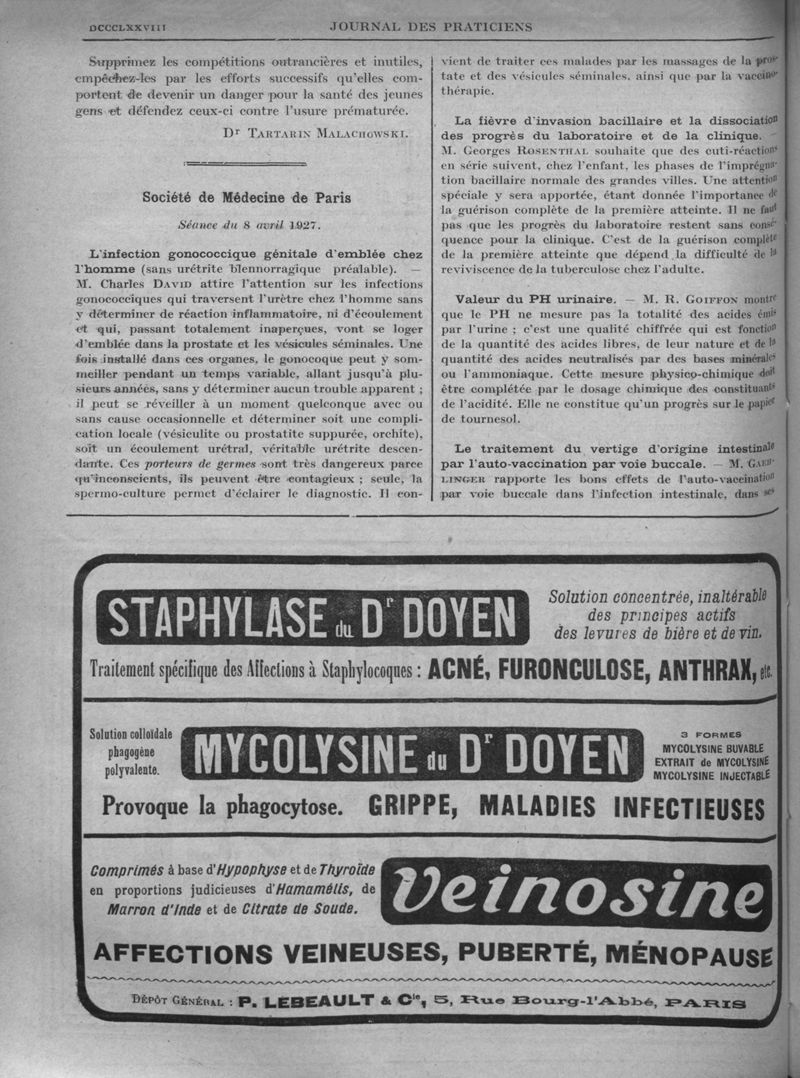 DCCCLXXVIII
JOURNAL DES PRATICIENS
Supprimez les compétitions outrancières et inutiles,
empêchez-les par les efforts successifs qu'elles com-
portent de devenir un danger pour la santé des jeunes
gens et défendez ceux-ci contre l'usure prématurée.
Dr TARTARIN MALACHOWSKI.
Société de Médecine de Paris
Séance du 8 avril 1927.
L'infection gonococcique génitale d'emblée chez
l'homme (sans urétrite blennorragique préalable). —
M. Charles DAVID attire l'attention sur les infections
gonococciques qui traversent l'urètre chez l'homme sans
y déterminer de réaction inflammatoire, ni d'écoulement
et qui, passant totalement inaperçues, vont se loger
d'emblée dans la prostate et les vésicules séminales. Une
fois installé dans ces organes, le gonocoque peut y som-
meiller pendant un temps variable, allant jusqu'à plu-
sieurs années, sans y déterminer aucun trouble apparent ;
il peut se réveiller à un moment quelconque avec ou
sans cause occasionnelle et déterminer soit une compli-
cation locale (vésiculite ou prostatite suppurée, orchite),
soit un écoulement urétral, véritable urétrite descen-
dante. Ces porteurs de germes sont très dangereux parce
qu'inconscients, ils peuvent être contagieux ; seule, la
spermo-culture permet d'éclairer le diagnostic. Il con-
vient de traiter ces malades par les massages de la pros-
tate et des vésicules séminales, ainsi que par la vaccino-
thérapie.
La fièvre d'invasion bacillaire et la dissociation
des progrès du laboratoire et de la clinique. —
M. Georges ROSENTHAL souhaite que des cuti-réactions
en série suivent, chez l'enfant, les phases de l'imprégna-
tion bacillaire normale des grandes villes. Une attention
spéciale y sera apportée, étant donnée l'importance de
la guérison complète de la première atteinte. Il ne faut
pas que les progrès du laboratoire restent sans consé-
quence pour la clinique. C'est de la guérison complète
de la première atteinte que dépend la difficulté de la
reviviscence de la tuberculose chez l'adulte.
Valeur du PH urinaire. — M. R. GOIFFON montre
que le PH ne mesure pas la totalité des acides émis
par l'urine ; c'est une qualité chiffrée qui est fonction
de la quantité des acides libres, de leur nature et de la
quantité des acides neutralisés par des bases minérales
ou l'ammoniaque. Cette mesure physico-chimique doit
être complétée par le dosage chimique des constituants
de l'acidité. Elle ne constitue qu'un progrès sur le papier
de tournesol.
Le traitement du vertige d'origine intestinale
par l'auto-vaccination par voie buccale. — M. GAEH-
LINGER rapporte les bons effets de l'auto-vaccination
par voie buccale dans l'infection intestinale, dans ses
STAPHYLASE du Dr DOYEN
Solution concentrée, inaltérable
des principes actifs
des levures de bière et de vin.
Traitement spécifique des Affections à Staphylocoques : ACNÉ, FURONCULOSE, ANTHRAX, etc.
Solution colloïdale
phagogène
polyvalente.
MYCOLYSINE du Dr DOYEN
3 FORMES
MYCOLYSINE BUVABLE
EXTRAIT de MYCOLYSINE
MYCOLYSINE INJECTABLE
Provoque la phagocytose. GRIPPE, MALADIES INFECTIEUSES
Comprimés à base d'Hypophyse et de Thyroïde
en proportions judicieuses d'Hamamélis, de
Marron d'Inde et de Citrate de Soude.
Veinosine
AFFECTIONS VEINEUSES, PUBERTÉ, MÉNOPAUSE
DÉPÔT GÉNÉRAL : P. LEBEAULT & Cie, 5, Rue Bourg-l'Abbé, PARIS